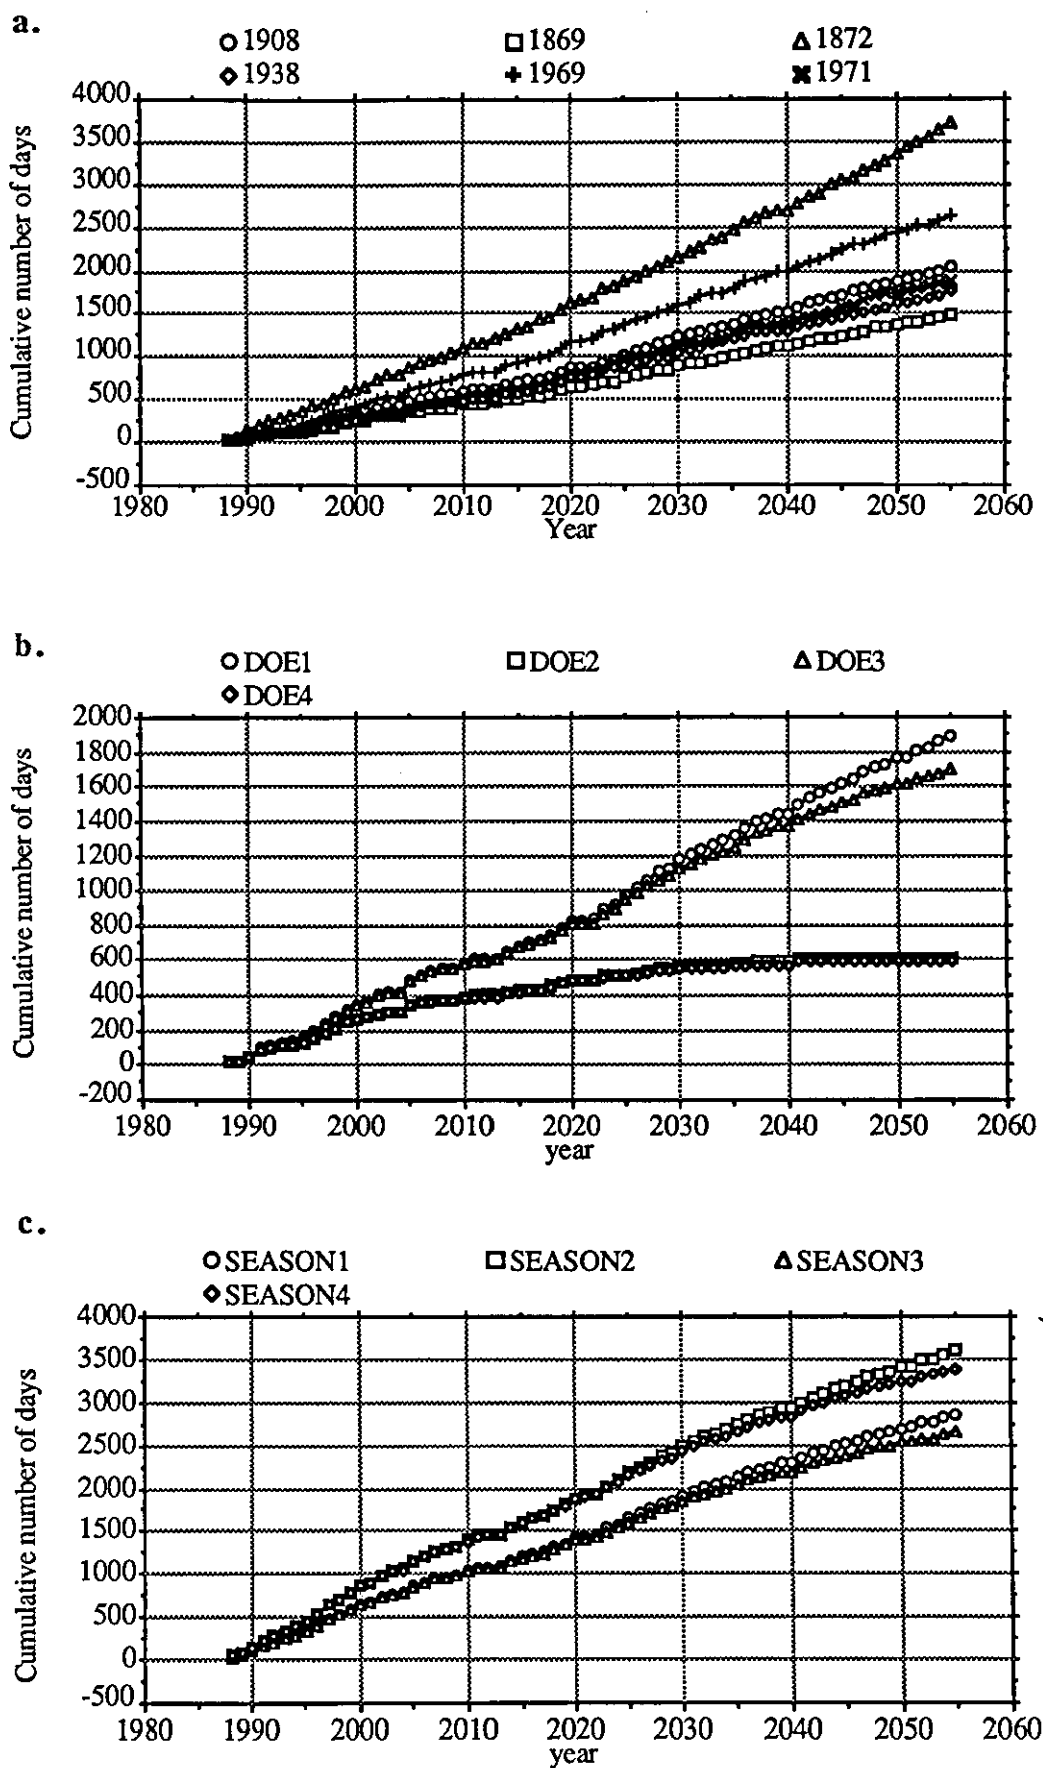 a.
1908 1869 1872
1938 1969 1971
4000
3500
3000
2500
2000
1500
1000
500
0
-500
Cumulative number of days
1980 1990 2000 2010 2020 2030 2040 2050 2060
Year
b.
DOE1 DOE2 DOE3
DOE4
2000
1800
1600
1400
1200
1000
800
600
400
200
0
-200
Cumulative number of days
1980 1990 2000 2010 2020 2030 2040 2050 2060
year
c.
SEASON1 SEASON2 SEASON3
SEASON4
4000
3500
3000
2500
2000
1500
1000
500
0
-500
Cumulative number of days
1980 1990 2000 2010 2020 2030 2040 2050 2060
year